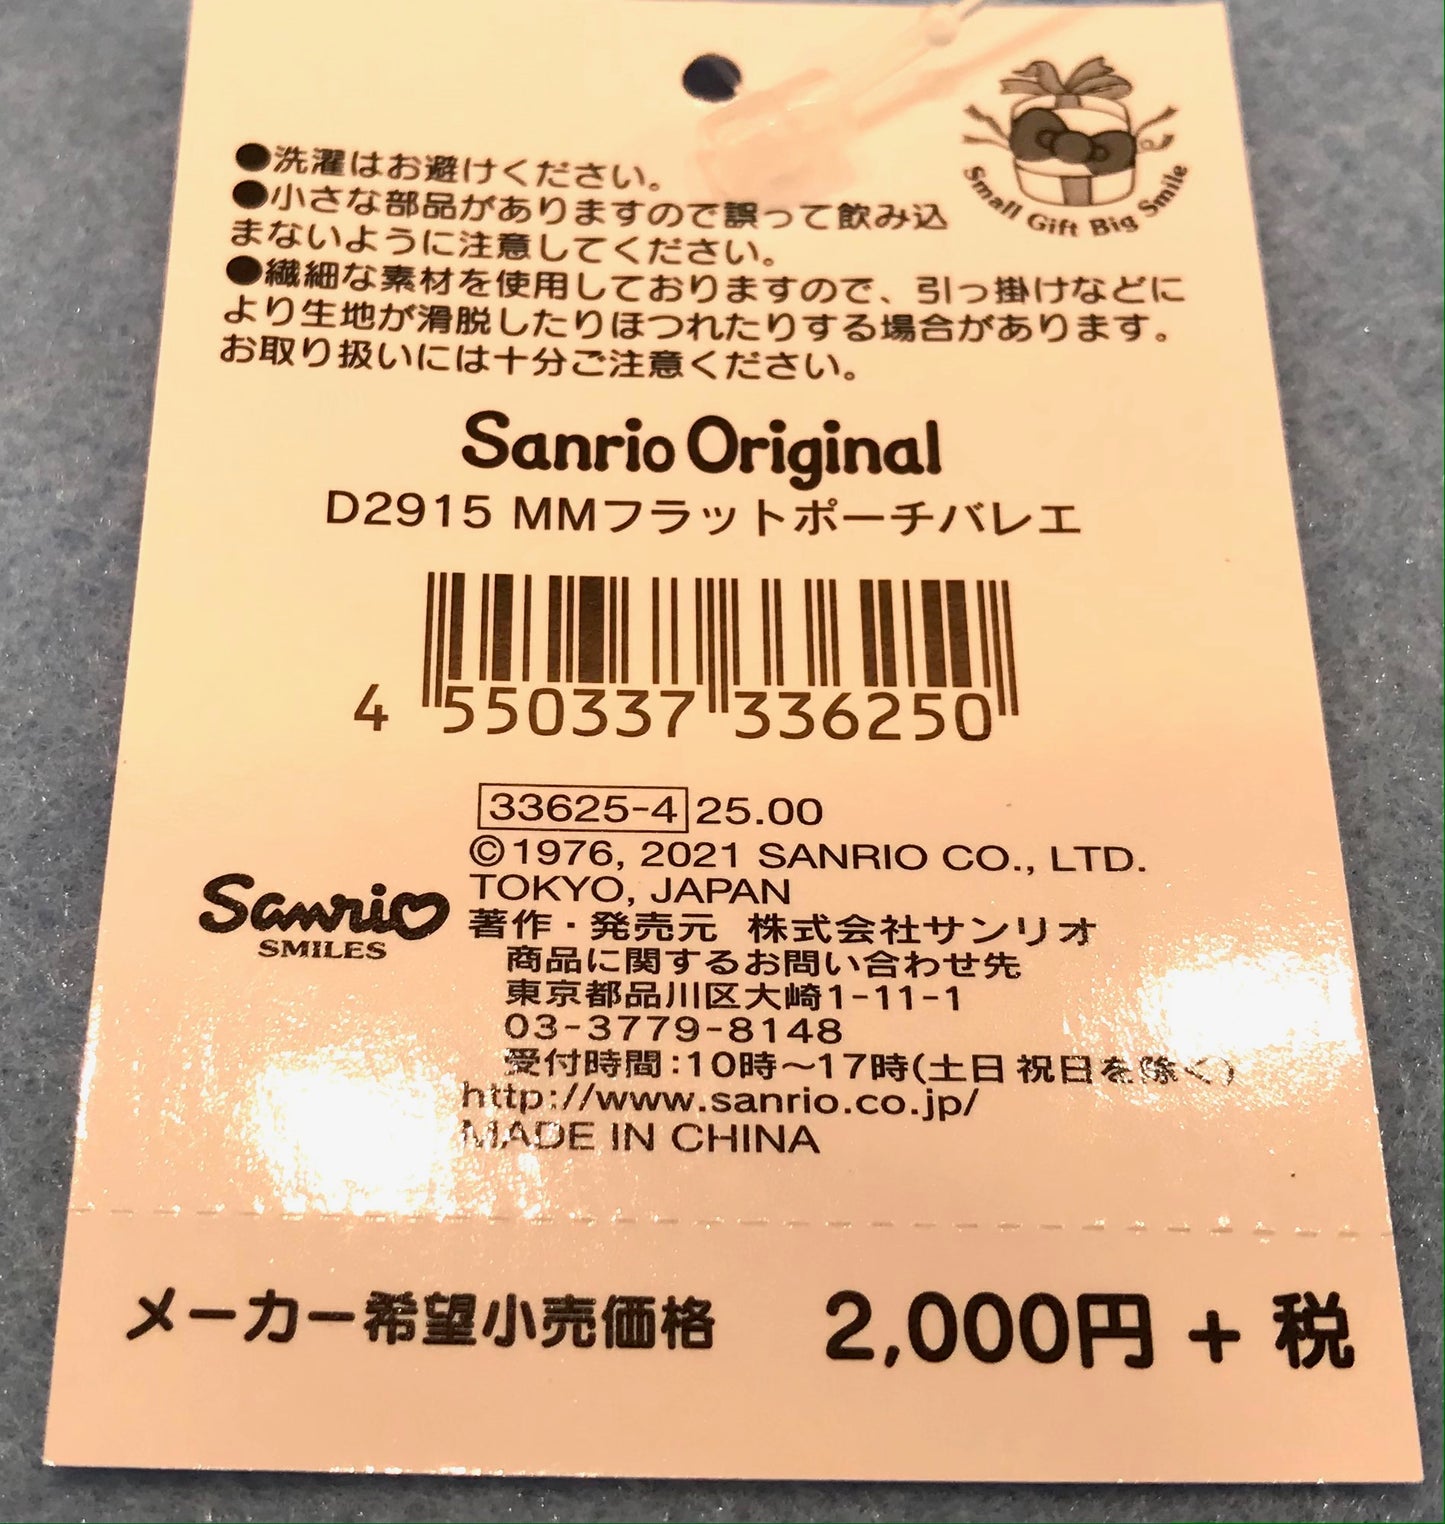 Small Gift Big Smile
●洗濯はお避けください。
●小さな部品がありますので誤って飲み込
まないように注意してください。
●繊細な素材を使用しておりますので、引っ掛けなどに
より生地が滑脱したりほつれたりする場合があります。
お取り扱いには十分ご注意ください。
Sanrio Original
D2915 MMフラットポーチバレエ
4 550337 336250
33625-4 25.00
©1976, 2021 SANRIO CO., LTD.
TOKYO, JAPAN
Sanrio
SMILES
著作・発売元 株式会社サンリオ
商品に関するお問い合わせ先
東京都品川区大崎1-11-1
03-3779-8148
受付時間:10時～17時(土日 祝日を除く)
http://www.sanrio.co.jp/
MADE IN CHINA
メーカー希望小売価格 2,000円 + 税